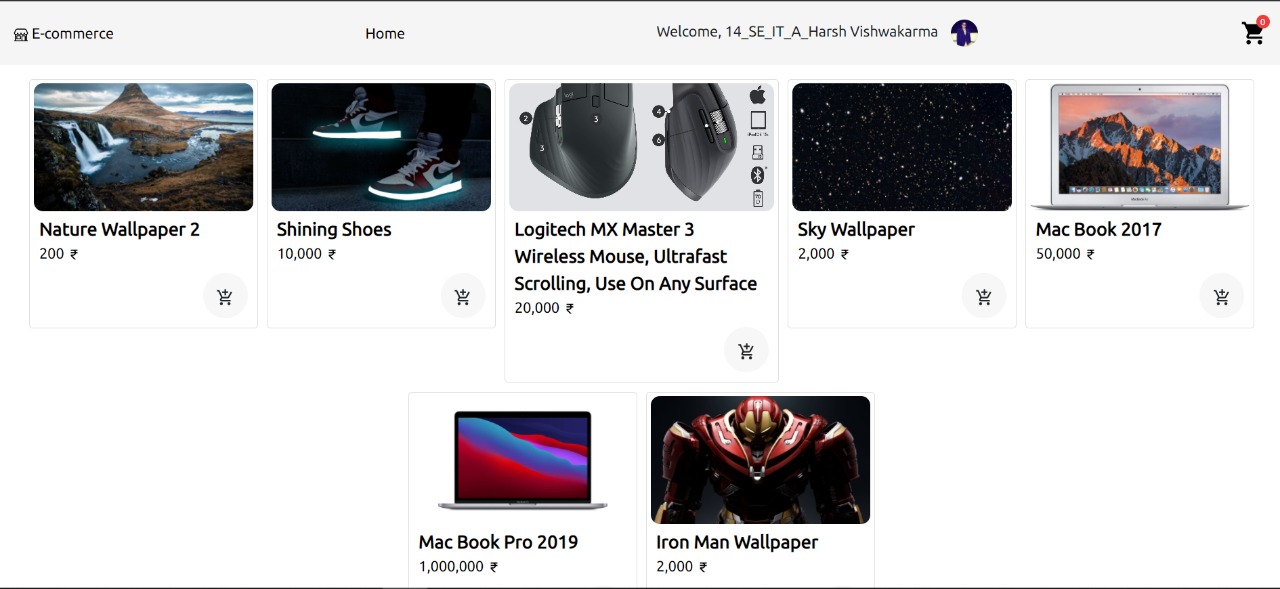 E-commerce
Home
Welcome, 14_SE_IT_A_Harsh Vishwakarma
0
2
3
3
4
6
Nature Wallpaper 2
200 ₹
Shining Shoes
10,000 ₹
Logitech MX Master 3
Wireless Mouse, Ultrafast
Scrolling, Use On Any Surface
20,000 ₹
Sky Wallpaper
2,000 ₹
Mac Book 2017
50,000 ₹
Mac Book Pro 2019
1,000,000 ₹
Iron Man Wallpaper
2,000 ₹